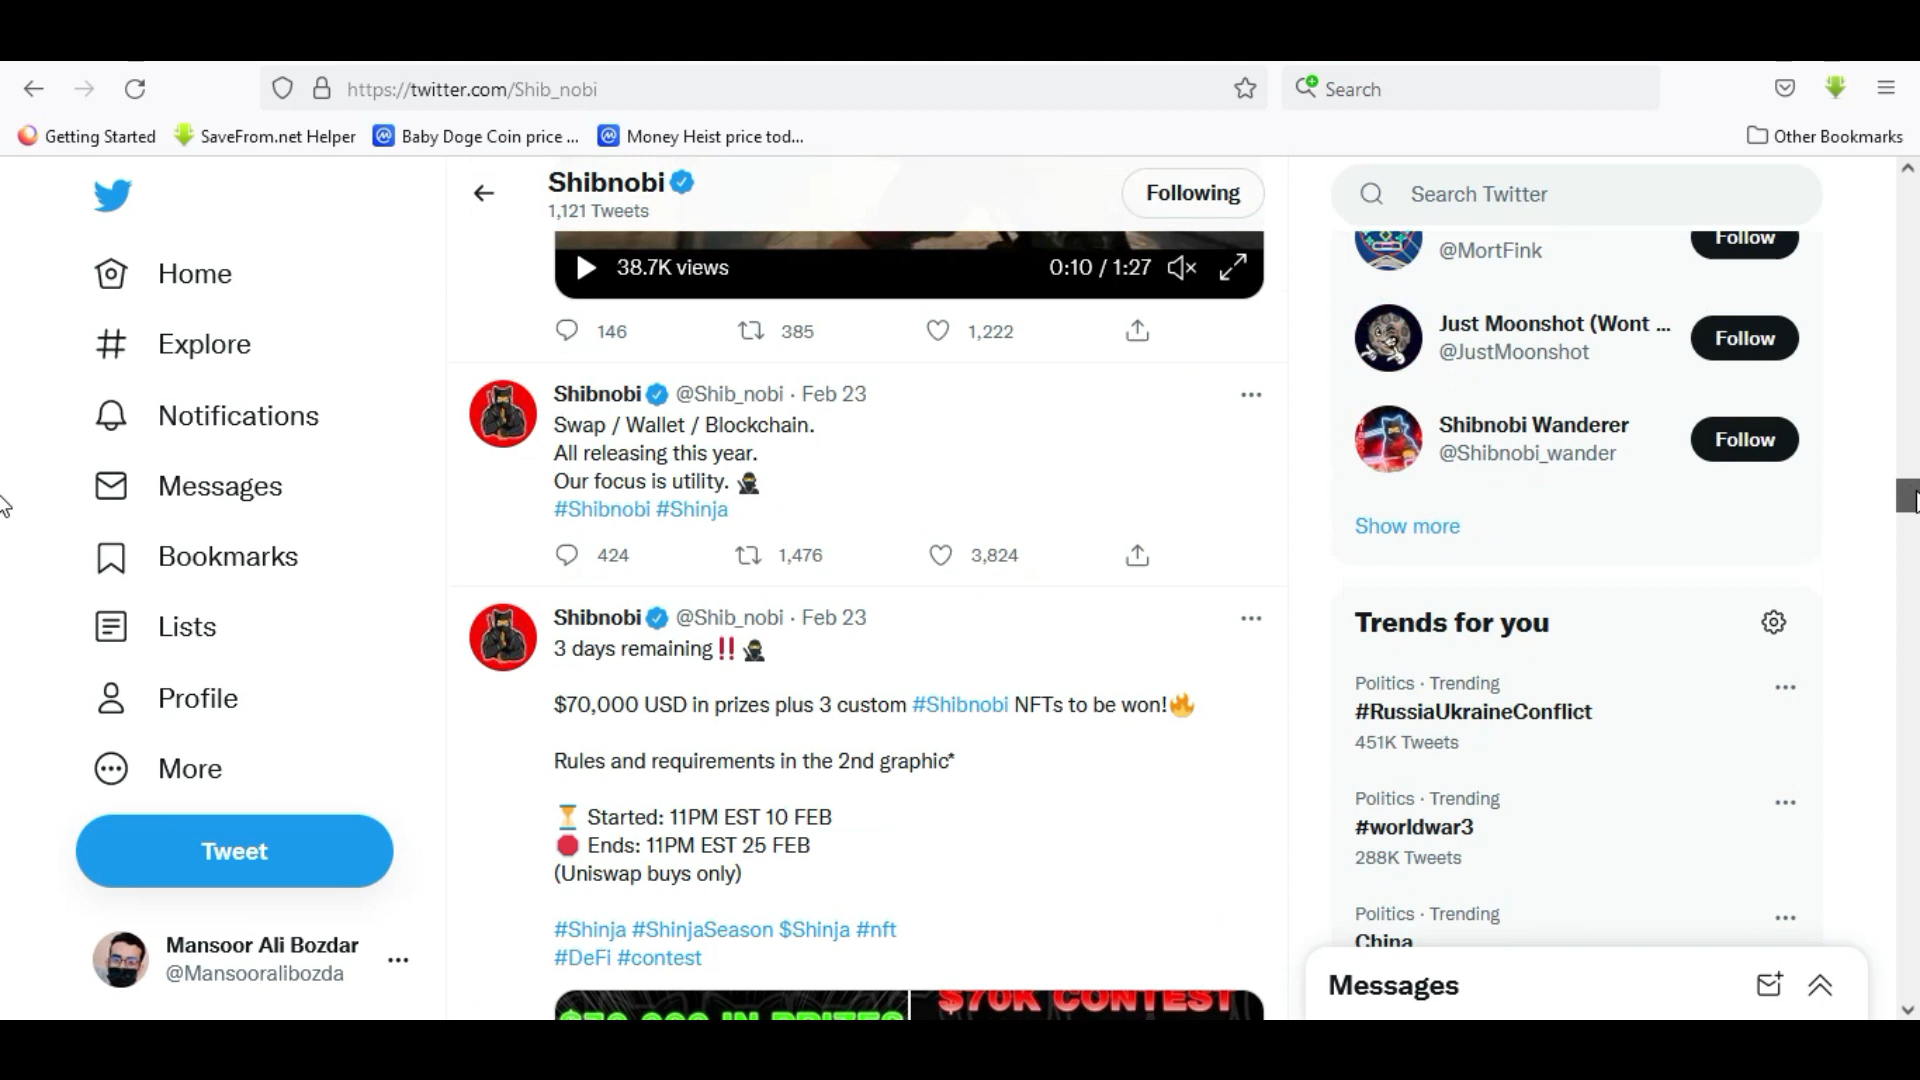 https://twitter.com/Shib_nobi
Search
Getting Started
SaveFrom.net Helper
Baby Doge Coin price ...
Money Heist price tod...
Other Bookmarks
Home
Explore
Notifications
Messages
Bookmarks
Lists
Profile
More
Tweet
Mansoor Ali Bozdar
@Mansooralibozda
Shibnobi
1,121 Tweets
Following
38.7K views
0:10 / 1:27
146
385
1,222
Shibnobi @Shib_nobi · Feb 23
Swap / Wallet / Blockchain.
All releasing this year.
Our focus is utility. 🥷
#Shibnobi #Shinja
424
1,476
3,824
Shibnobi @Shib_nobi · Feb 23
3 days remaining‼️🥷
$70,000 USD in prizes plus 3 custom #Shibnobi NFTs to be won!🔥
Rules and requirements in the 2nd graphic*
⏳ Started: 11PM EST 10 FEB
🛑 Ends: 11PM EST 25 FEB
(Uniswap buys only)
#Shinja #ShinjaSeason $Shinja #nft
#DeFi #contest
$70,000 IN PRIZES
$70K CONTEST
Search Twitter
@MortFink
Follow
Just Moonshot (Wont ...
@JustMoonshot
Follow
Shibnobi Wanderer
@Shibnobi_wander
Follow
Show more
Trends for you
Politics · Trending
#RussiaUkraineConflict
451K Tweets
Politics · Trending
#worldwar3
288K Tweets
Politics · Trending
China
Messages